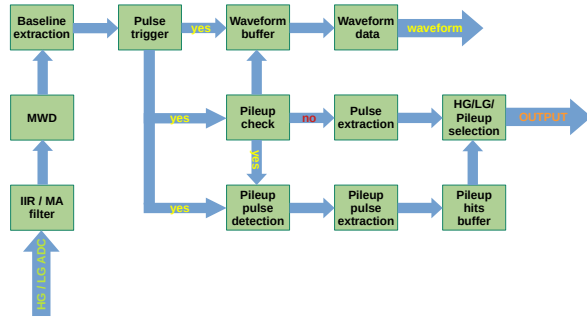 Baseline
extraction
Pulse
trigger
yes
Waveform
buffer
Waveform
data
waveform
MWD
yes
Pileup
check
no
Pulse
extraction
HG/LG/
Pileup
selection
OUTPUT
yes
IIR / MA
filter
yes
Pileup
pulse
detection
Pileup
pulse
extraction
Pileup
hits
buffer
HG / LG ADC